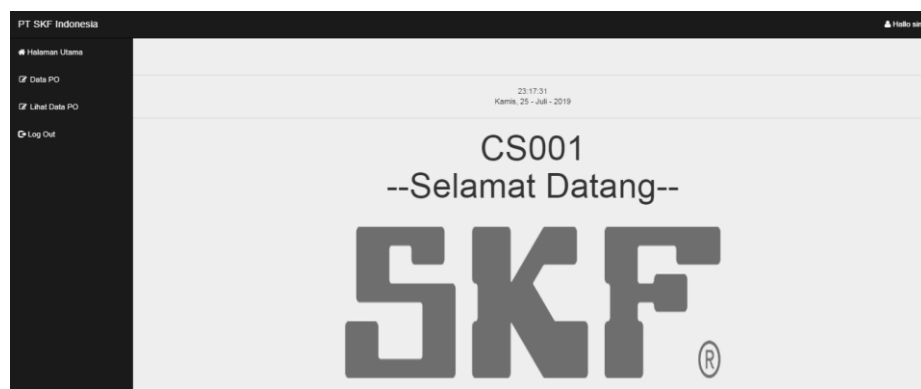 PT SKF Indonesia
Hallo
Halaman Utama
Data PO
Lihat Data PO
Log Out
23:17:31
Kamis, 25 - Juli - 2019
CS001
--Selamat Datang--
SKF
®